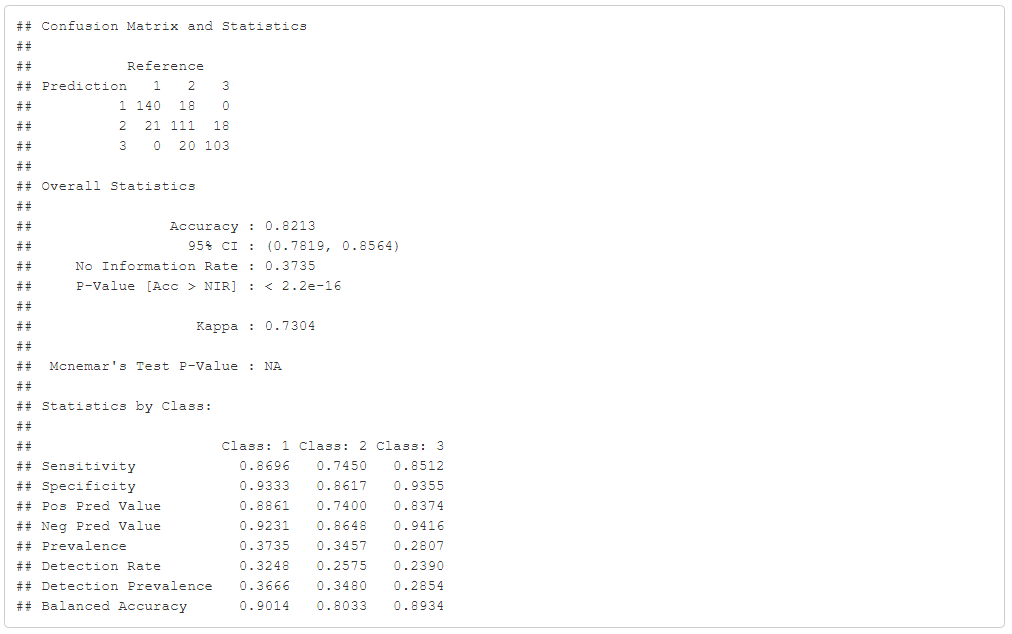 ## Confusion Matrix and Statistics
##
##           Reference
## Prediction   1   2   3
##          1 140  18   0
##          2  21 111  18
##          3   0  20 103
##
## Overall Statistics
##
##                Accuracy : 0.8213
##                  95% CI : (0.7819, 0.8564)
##     No Information Rate : 0.3735
##     P-Value [Acc > NIR] : < 2.2e-16
##
##                   Kappa : 0.7304
##
##  Mcnemar's Test P-Value : NA
##
## Statistics by Class:
##
##                      Class: 1 Class: 2 Class: 3
## Sensitivity            0.8696   0.7450   0.8512
## Specificity            0.9333   0.8617   0.9355
## Pos Pred Value         0.8861   0.7400   0.8374
## Neg Pred Value         0.9231   0.8648   0.9416
## Prevalence             0.3735   0.3457   0.2807
## Detection Rate         0.3248   0.2575   0.2390
## Detection Prevalence   0.3666   0.3480   0.2854
## Balanced Accuracy      0.9014   0.8033   0.8934